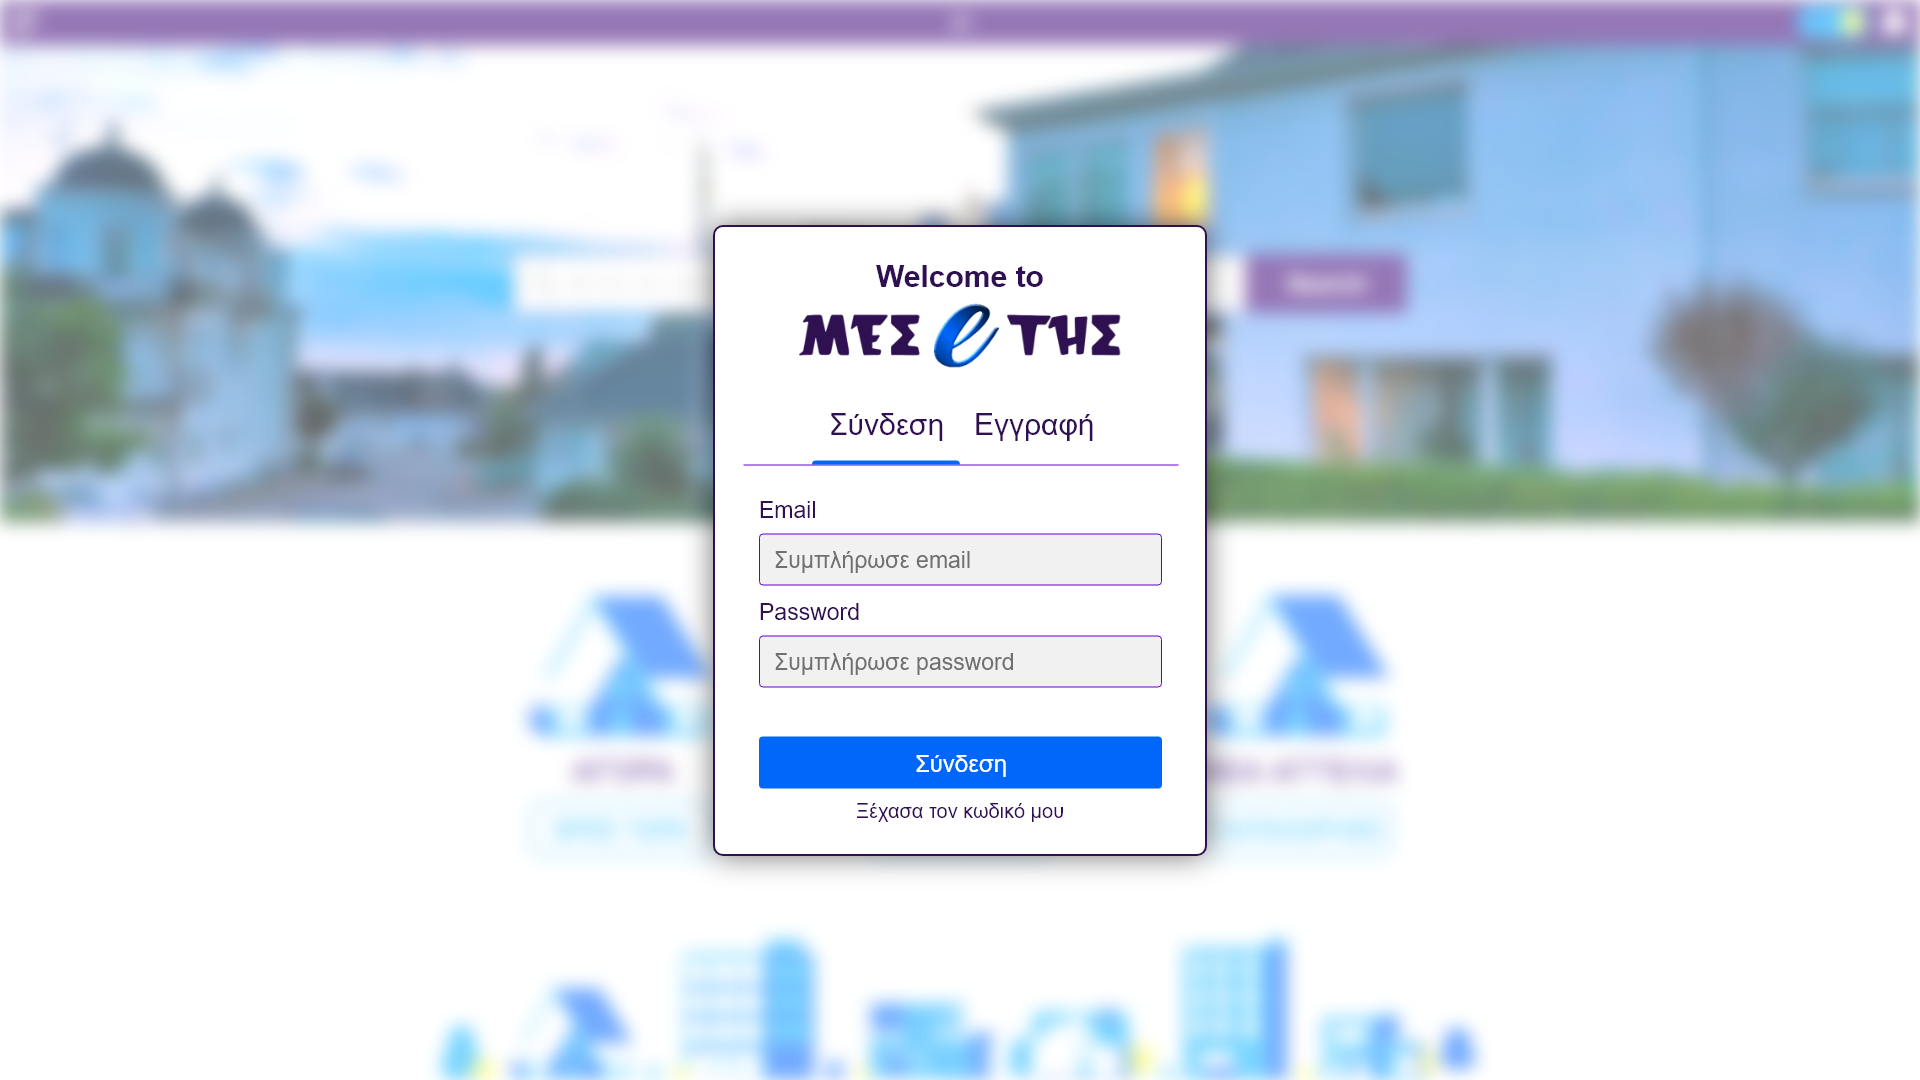 Welcome to
ΜΕΣ e ΤΗΣ
Σύνδεση Εγγραφή
Email
Συμπλήρωσε email
Password
Συμπλήρωσε password
Σύνδεση
Ξέχασα τον κωδικό μου